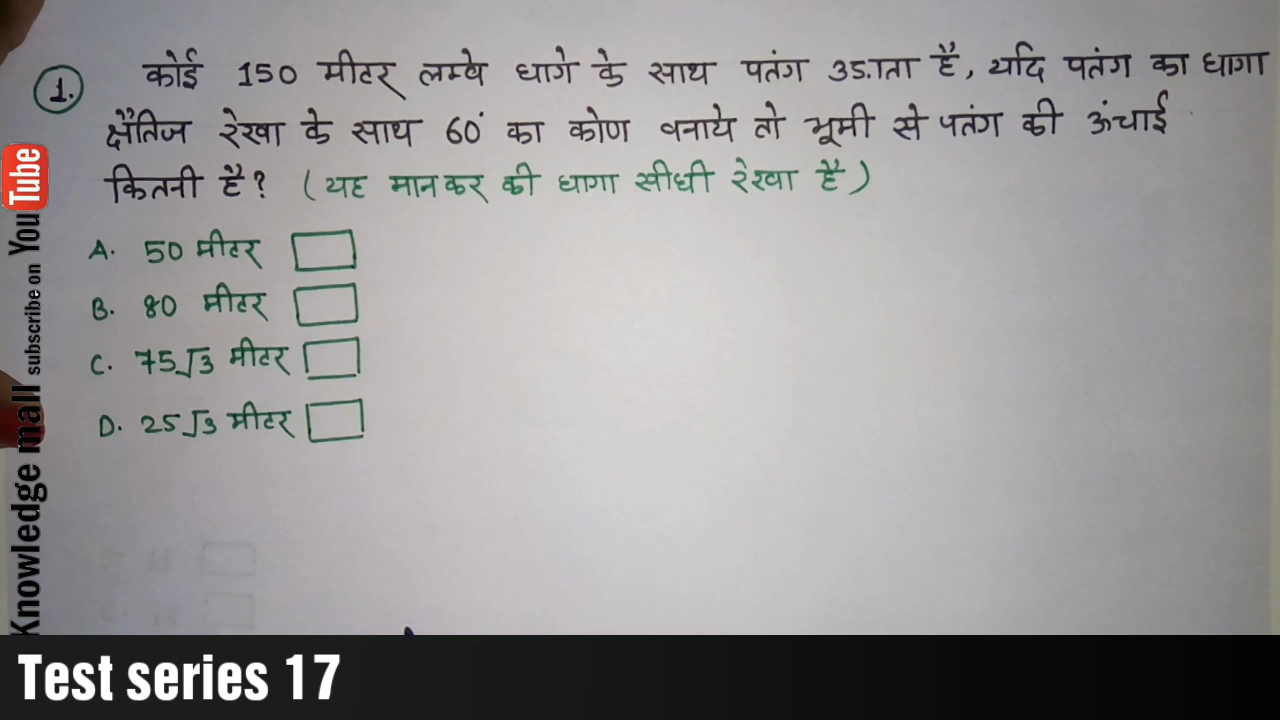 1. कोई 150 मीटर लम्बे धागे के साथ पतंग उड़ाता है, यदि पतंग का धागा
क्षैतिज रेखा के साथ 60° का कोण बनाये तो भूमी से पतंग की ऊंचाई
कितनी है? (यह मानकर की धागा सीधी रेखा है)
A. 50 मीटर
B. 80 मीटर
C. 75√3 मीटर
D. 25√3 मीटर
Knowledge mall subscribe on YouTube
Test series 17